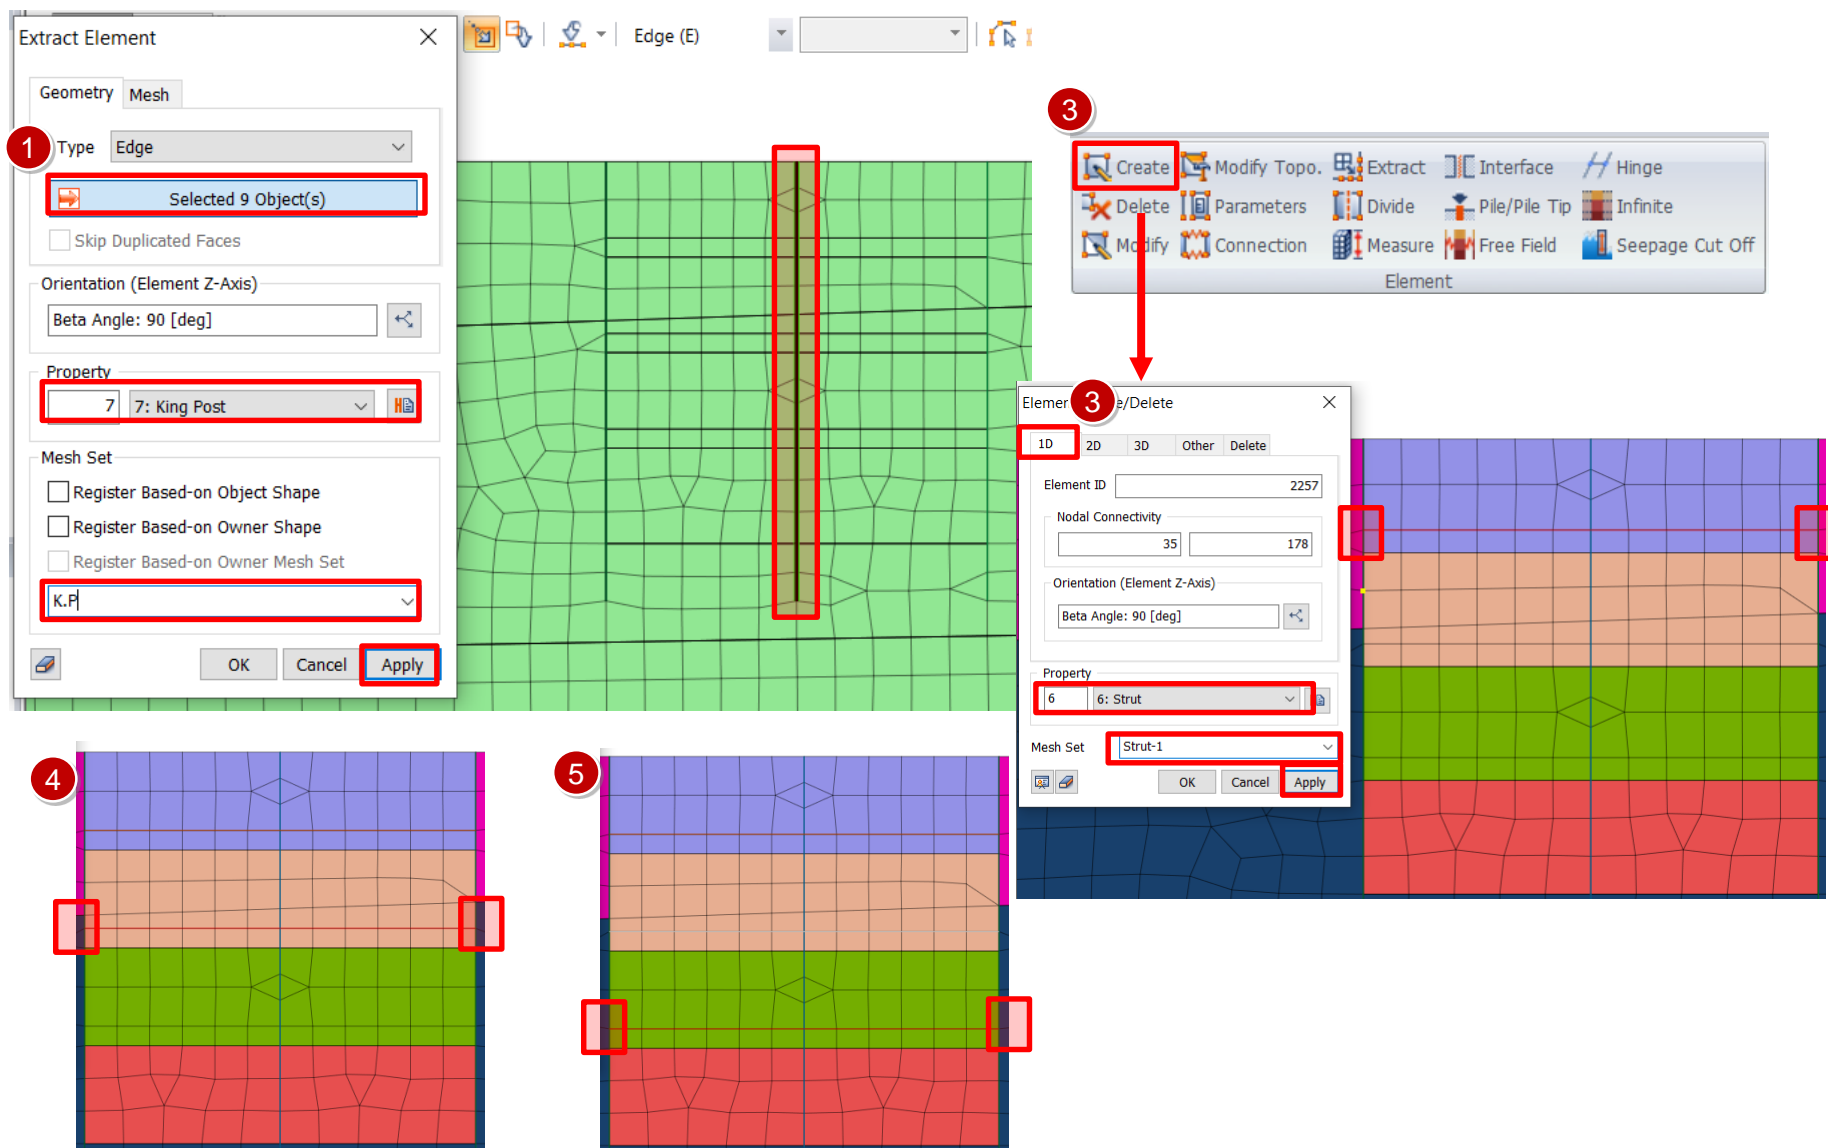 Extract Element
Geometry Mesh
1
Type Edge
Selected 9 Object(s)
Skip Duplicated Faces
Orientation (Element Z-Axis)
Beta Angle: 90 [deg]
Property
7 7: King Post
Mesh Set
Register Based-on Object Shape
Register Based-on Owner Shape
Register Based-on Owner Mesh Set
K.P
OK Cancel Apply
Edge (E)
3
Create Modify Topo. Extract Interface Hinge
Delete Parameters Divide Pile/Pile Tip Infinite
Modify Connection Measure Free Field Seepage Cut Off
Element
3
Elemen e/Delete
1D 2D 3D Other Delete
Element ID 2257
Nodal Connectivity
35 178
Orientation (Element Z-Axis)
Beta Angle: 90 [deg]
Property
6 6: Strut
Mesh Set Strut-1
OK Cancel Apply
4
5